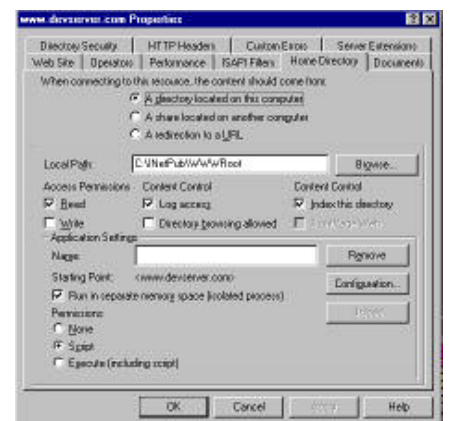 www.devserver.com Properties
Directory Security HTTP Headers Custom Errors Server Extensions
Web Site Operators Performance ISAPI Filters Home Directory Documents
When connecting to this resource, the content should come from:
A directory located on this computer
A share located on another computer
A redirection to a URL
Local Path: C:\INetPub\WWWRoot Browse...
Access Permissions Content Control Content Control
Read Log access Index this directory
Write Directory browsing allowed
Application Settings
Name: Remove
Starting Point: <www.devserver.com> Configuration...
Run in separate memory space (isolated process)
Permissions:
None
Script
Execute (including script)
OK Cancel Apply Help